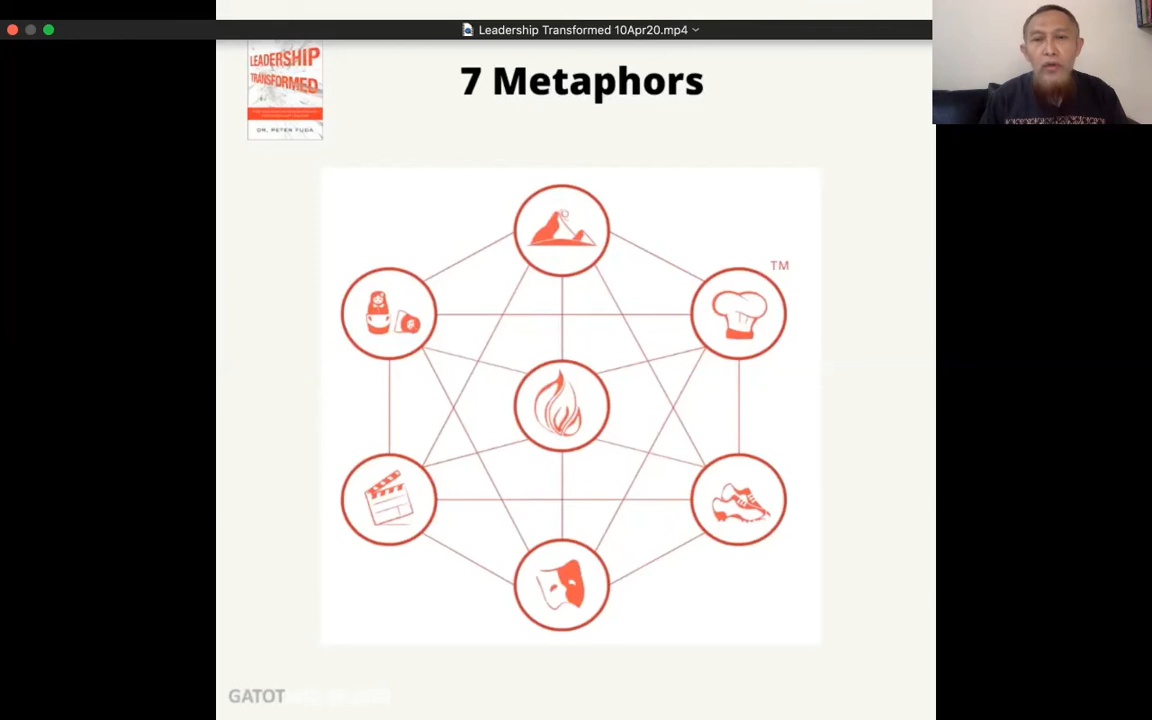 Leadership Transformed 10Apr20.mp4
LEADERSHIP
TRANSFORMED
DR. PETER FUDA
7 Metaphors
TM
GATOT